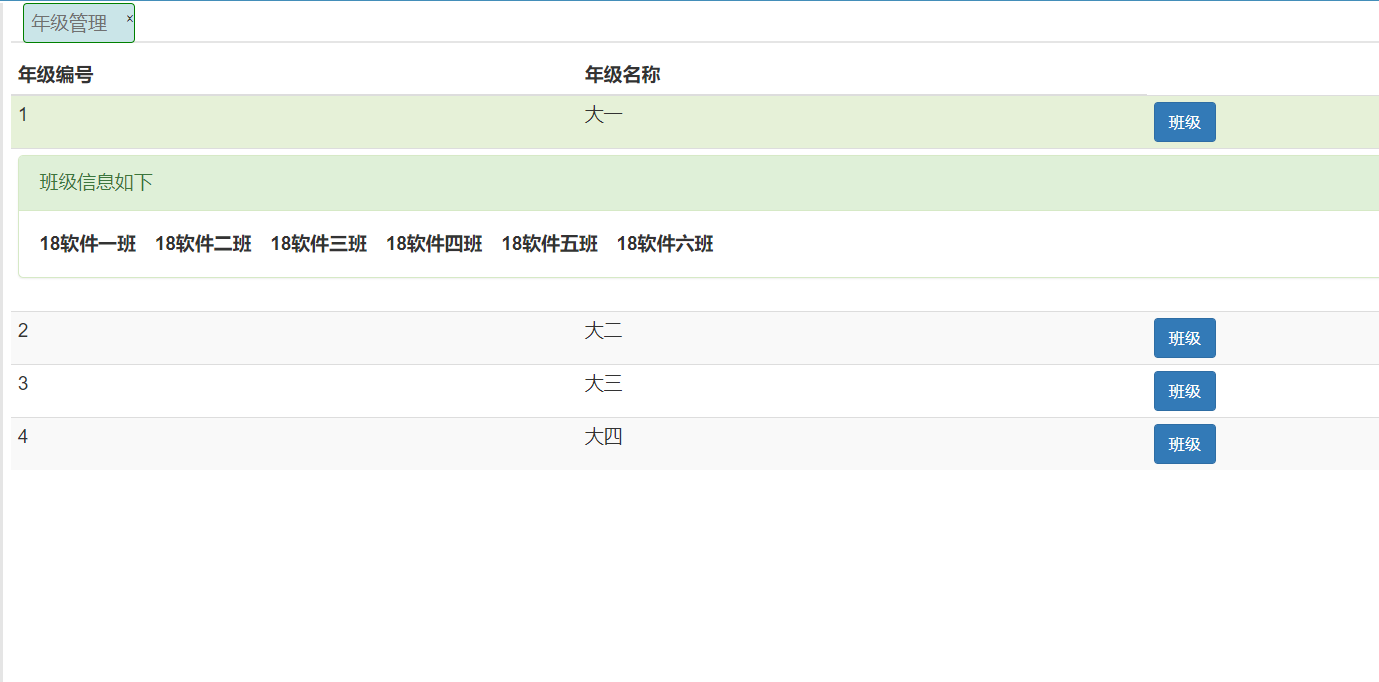 年级管理 ×
年级编号 年级名称
1 大一 班级
班级信息如下
18软件一班 18软件二班 18软件三班 18软件四班 18软件五班 18软件六班
2 大二 班级
3 大三 班级
4 大四 班级